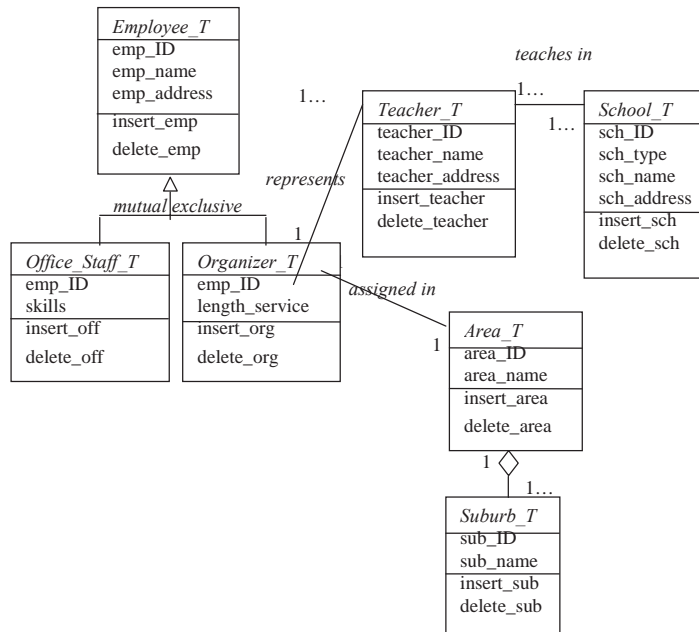 Employee_T
emp_ID
emp_name
emp_address
insert_emp
delete_emp
mutual exclusive
Office_Staff_T
emp_ID
skills
insert_off
delete_off
Organizer_T
emp_ID
length_service
insert_org
delete_org
represents
1...
1
Teacher_T
teacher_ID
teacher_name
teacher_address
insert_teacher
delete_teacher
teaches in
1...
1...
School_T
sch_ID
sch_type
sch_name
sch_address
insert_sch
delete_sch
assigned in
1
1
Area_T
area_ID
area_name
insert_area
delete_area
1
1...
Suburb_T
sub_ID
sub_name
insert_sub
delete_sub